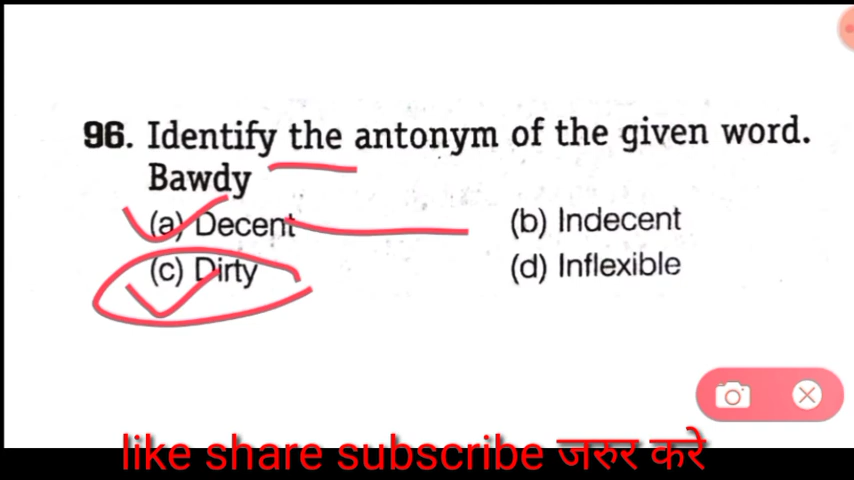 96. Identify the antonym of the given word.
Bawdy
(a) Decent (b) Indecent
(c) Dirty (d) Inflexible
like share subscribe जरुर करे